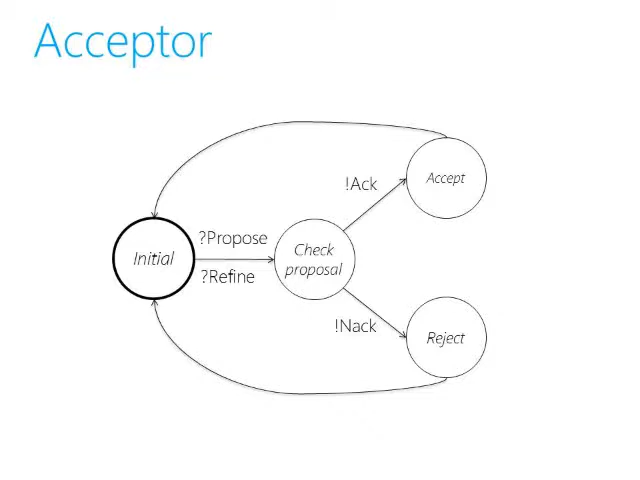 Acceptor
!Ack
Accept
?Propose
Initial
Check
proposal
?Refine
!Nack
Reject